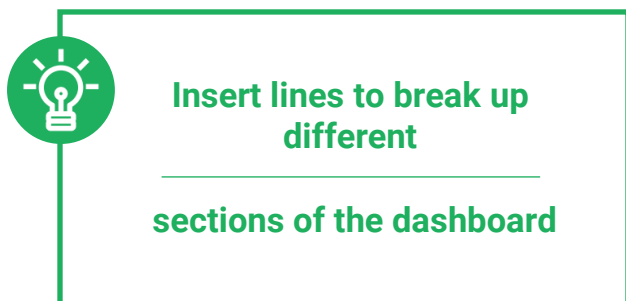 Insert lines to break up
different
sections of the dashboard